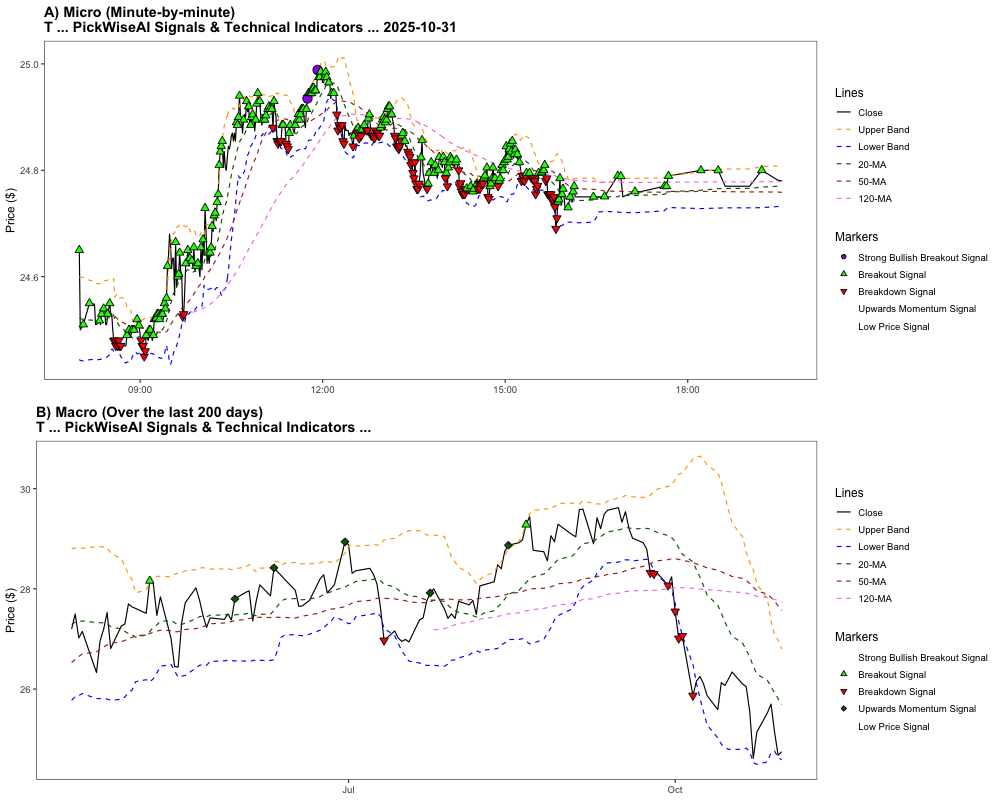 A) Micro (Minute-by-minute)
T ... PickWiseAI Signals & Technical Indicators ... 2025-10-31
25.0
24.8
24.6
Price ($)
09:00
12:00
15:00
18:00
Lines
Close
Upper Band
Lower Band
20-MA
50-MA
120-MA
Markers
Strong Bullish Breakout Signal
Breakout Signal
Breakdown Signal
Upwards Momentum Signal
Low Price Signal
B) Macro (Over the last 200 days)
T ... PickWiseAI Signals & Technical Indicators ...
30
28
26
Price ($)
Jul
Oct
Lines
Close
Upper Band
Lower Band
20-MA
50-MA
120-MA
Markers
Strong Bullish Breakout Signal
Breakout Signal
Breakdown Signal
Upwards Momentum Signal
Low Price Signal